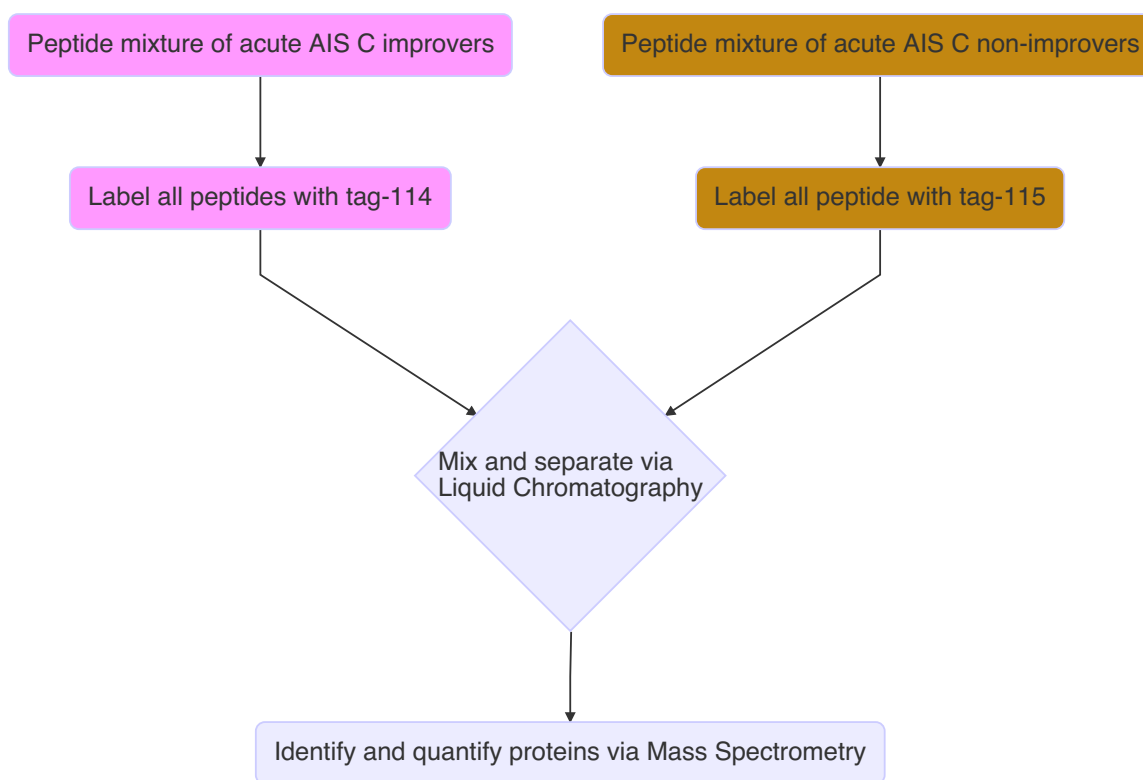 Peptide mixture of acute AIS C improvers
Peptide mixture of acute AIS C non-improvers
Label all peptides with tag-114
Label all peptide with tag-115
Mix and separate via
Liquid Chromatography
Identify and quantify proteins via Mass Spectrometry